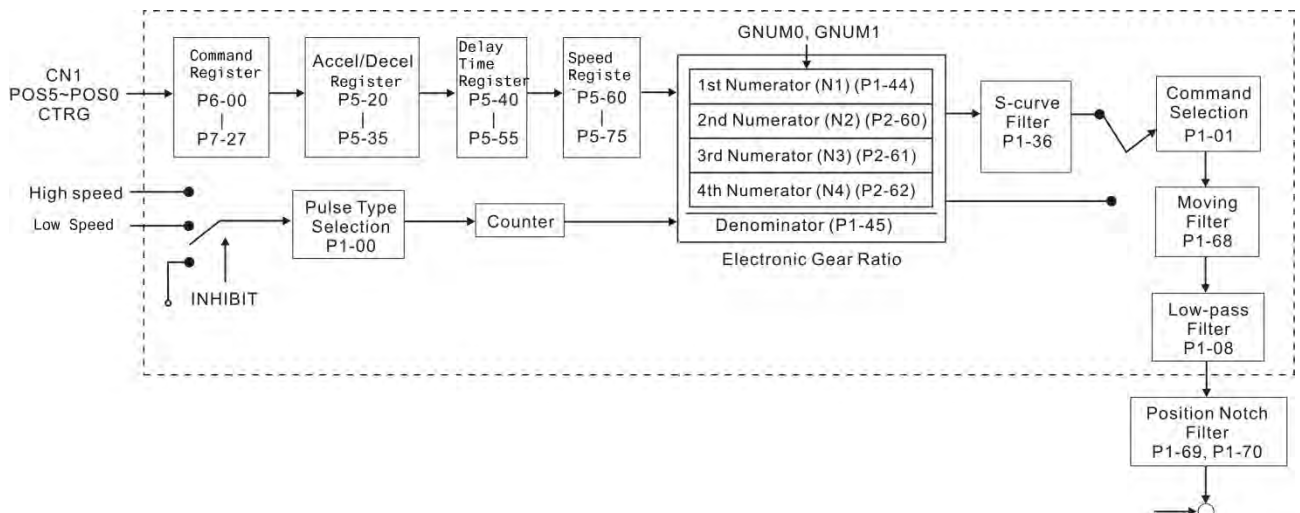 CN1
POS5~POS0
CTRG
Command
Register
P6-00
|
P7-27
Accel/Decel
Register
P5-20
|
P5-35
Delay
Time
Register
P5-40
|
P5-55
Speed
Registe
P5-60
|
P5-75
GNUM0, GNUM1
1st Numerator (N1) (P1-44)
2nd Numerator (N2) (P2-60)
3rd Numerator (N3) (P2-61)
4th Numerator (N4) (P2-62)
Denominator (P1-45)
Electronic Gear Ratio
S-curve
Filter
P1-36
Command
Selection
P1-01
High speed
Low Speed
INHIBIT
Pulse Type
Selection
P1-00
Counter
Moving
Filter
P1-68
Low-pass
Filter
P1-08
Position Notch
Filter
P1-69, P1-70